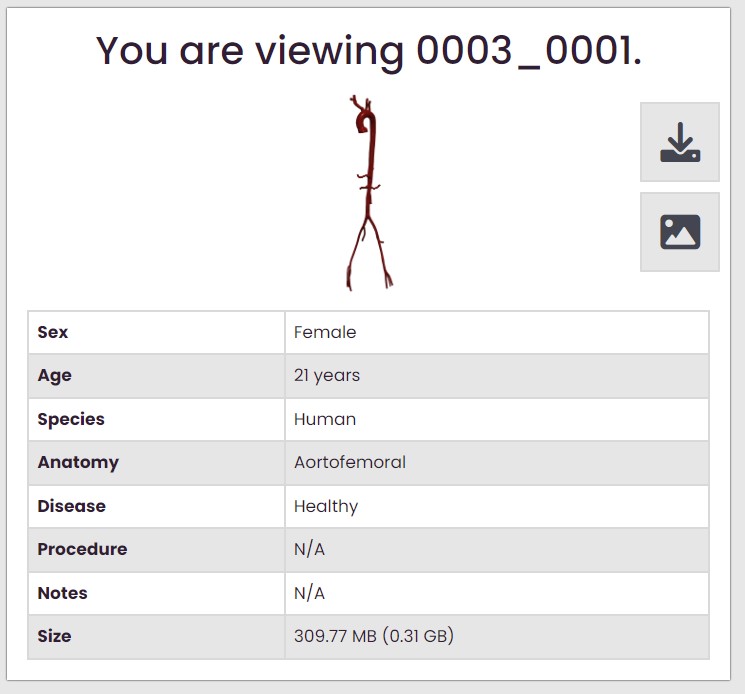 You are viewing 0003_0001.
Sex Female
Age 21 years
Species Human
Anatomy Aortofemoral
Disease Healthy
Procedure N/A
Notes N/A
Size 309.77 MB (0.31 GB)